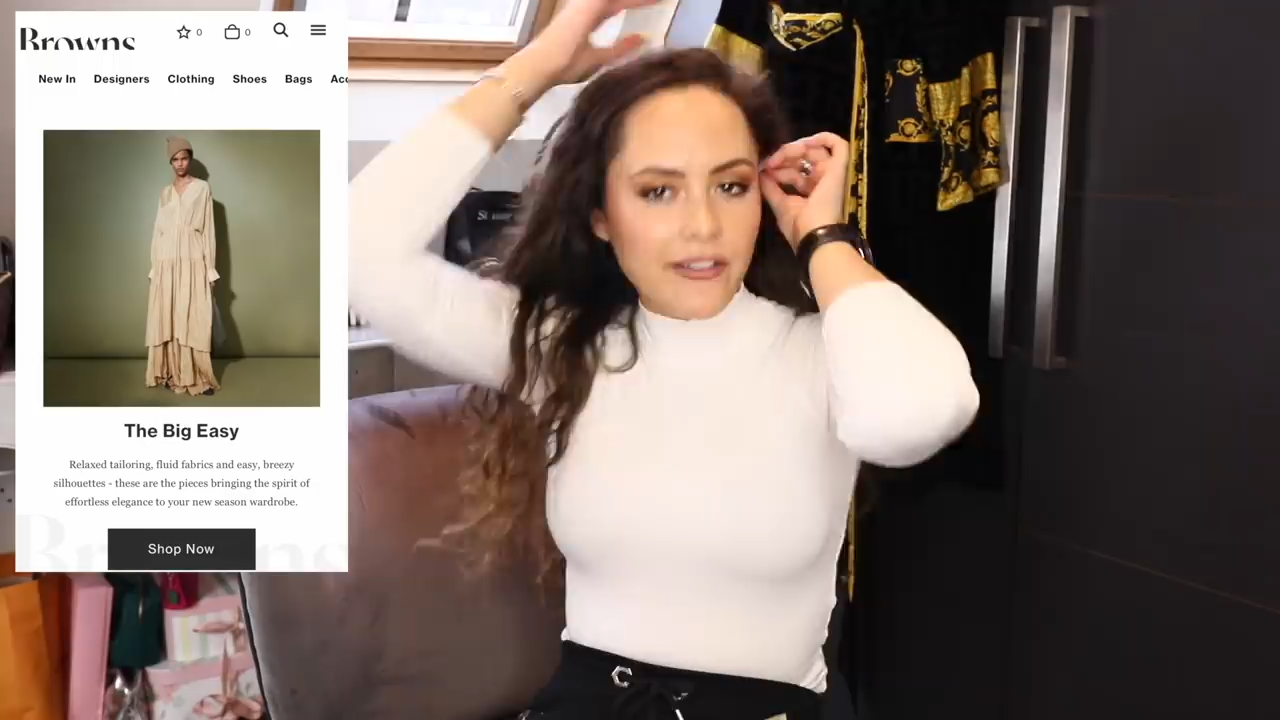 Browns
0
0
New In Designers Clothing Shoes Bags Acc
The Big Easy
Relaxed tailoring, fluid fabrics and easy, breezy
silhouettes - these are the pieces bringing the spirit of
effortless elegance to your new season wardrobe.
Shop Now